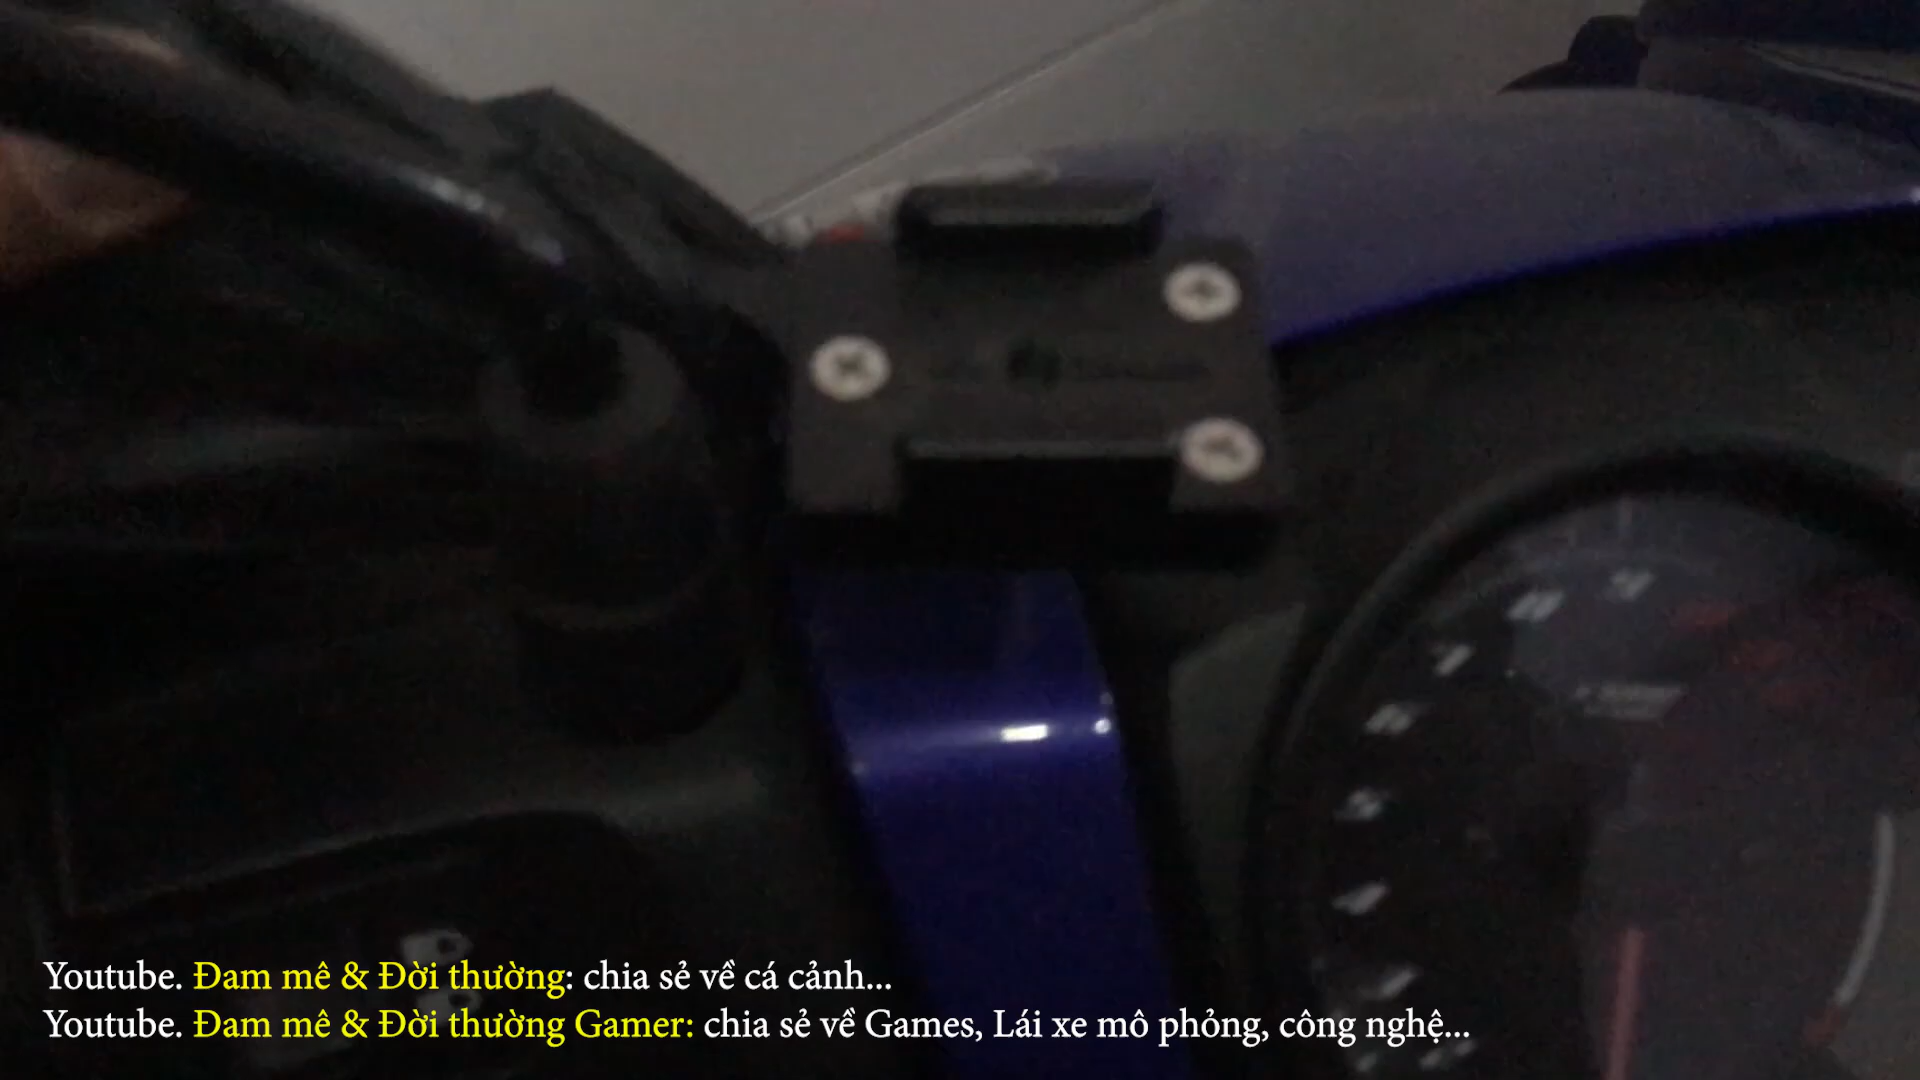 Youtube. Đam mê & Đời thường: chia sẻ về cá cảnh...
Youtube. Đam mê & Đời thường Gamer: chia sẻ về Games, Lái xe mô phỏng, công nghệ...